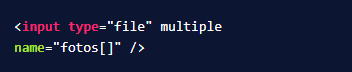 <input type="file" multiple
name="fotos[]" />